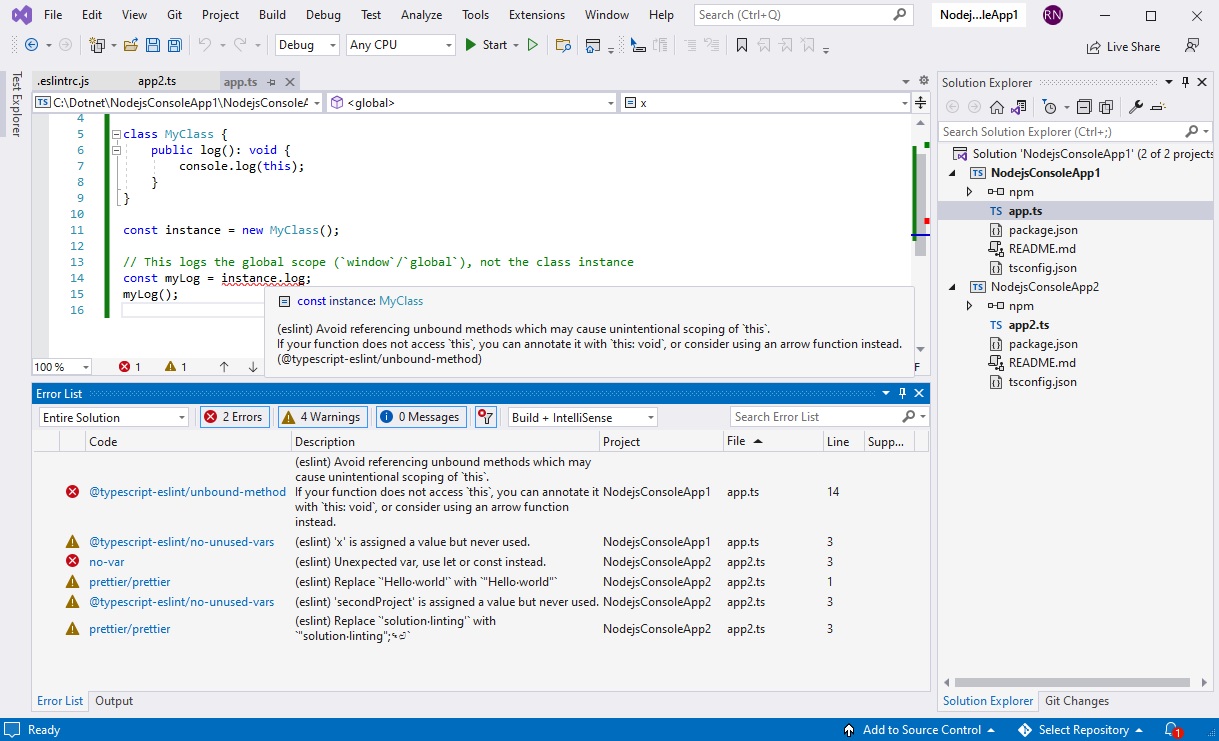 File Edit View Git Project Build Debug Test Analyze Tools Extensions Window Help Search (Ctrl+Q) Nodej...leApp1 RN
Debug Any CPU Start Live Share
Test Explorer
.eslintrc.js app2.ts app.ts
TS C:\Dotnet\NodejsConsoleApp1\NodejsConsoleA <global> x
4
5 class MyClass {
6 public log(): void {
7 console.log(this);
8 }
9 }
10
11 const instance = new MyClass();
12
13 // This logs the global scope (`window`/`global`), not the class instance
14 const myLog = instance.log;
15 myLog();
16
const instance: MyClass
(eslint) Avoid referencing unbound methods which may cause unintentional scoping of `this`.
If your function does not access `this`, you can annotate it with `this: void`, or consider using an arrow function instead.
(@typescript-eslint/unbound-method)
100 % 1 1 F
Error List
Entire Solution 2 Errors 4 Warnings 0 Messages Build + IntelliSense Search Error List
Code Description Project File Line Supp...
(eslint) Avoid referencing unbound methods which may
cause unintentional scoping of `this`.
@typescript-eslint/unbound-method If your function does not access `this`, you can annotate it NodejsConsoleApp1 app.ts 14
with `this: void`, or consider using an arrow function
instead.
@typescript-eslint/no-unused-vars (eslint) 'x' is assigned a value but never used. NodejsConsoleApp1 app.ts 3
no-var (eslint) Unexpected var, use let or const instead. NodejsConsoleApp2 app2.ts 3
prettier/prettier (eslint) Replace `'Hello·world'` with `"Hello·world"` NodejsConsoleApp2 app2.ts 1
@typescript-eslint/no-unused-vars (eslint) 'secondProject' is assigned a value but never used. NodejsConsoleApp2 app2.ts 3
(eslint) Replace `'solution·linting'` with
prettier/prettier NodejsConsoleApp2 app2.ts 3
`"solution·linting";␍⏎`
Error List Output
Solution Explorer
Search Solution Explorer (Ctrl+;)
Solution 'NodejsConsoleApp1' (2 of 2 projects
TS NodejsConsoleApp1
npm
TS app.ts
package.json
README.md
tsconfig.json
TS NodejsConsoleApp2
npm
TS app2.ts
package.json
README.md
tsconfig.json
Solution Explorer Git Changes
Ready Add to Source Control Select Repository 1